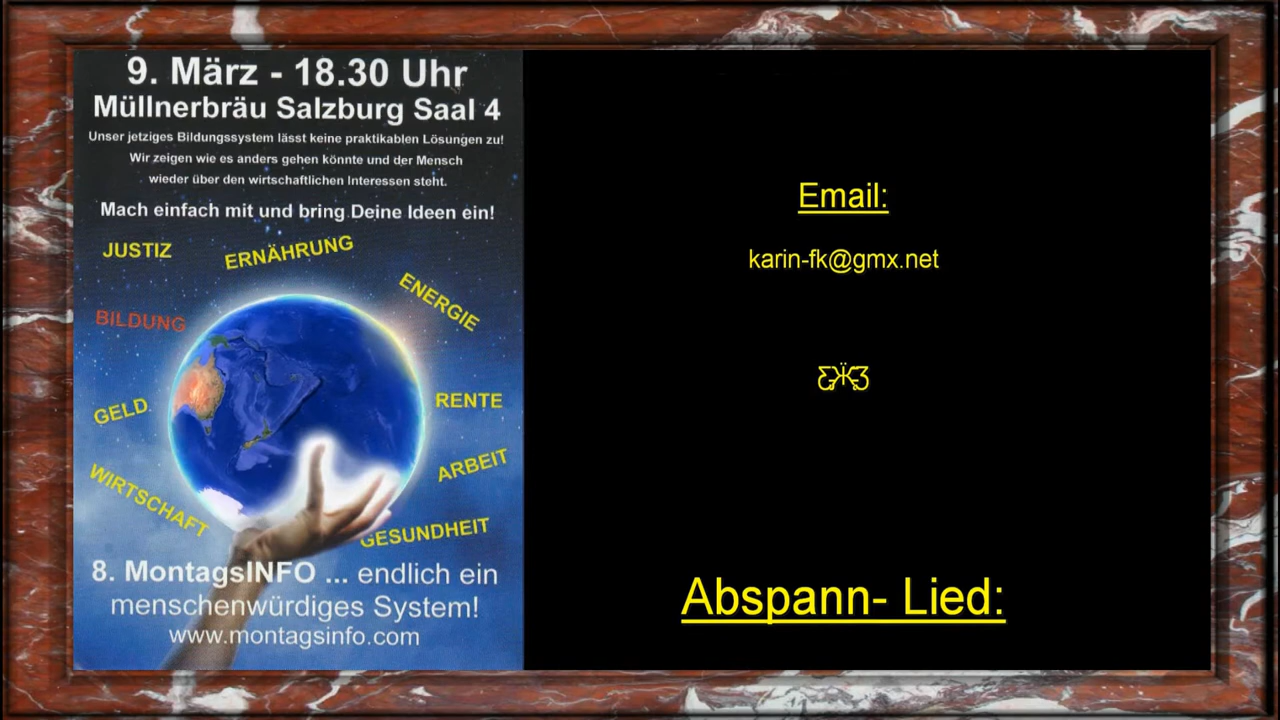 9. März - 18.30 Uhr
Müllnerbräu Salzburg Saal 4
Unser jetziges Bildungssystem lässt keine praktikablen Lösungen zu!
Wir zeigen wie es anders gehen könnte und der Mensch
wieder über den wirtschaftlichen Interessen steht.
Mach einfach mit und bring Deine Ideen ein!
JUSTIZ
ERNÄHRUNG
ENERGIE
BILDUNG
GELD
RENTE
WIRTSCHAFT
ARBEIT
GESUNDHEIT
8. MontagsINFO ... endlich ein
menschenwürdiges System!
www.montagsinfo.com
Email:
karin-fk@gmx.net
Abspann- Lied: